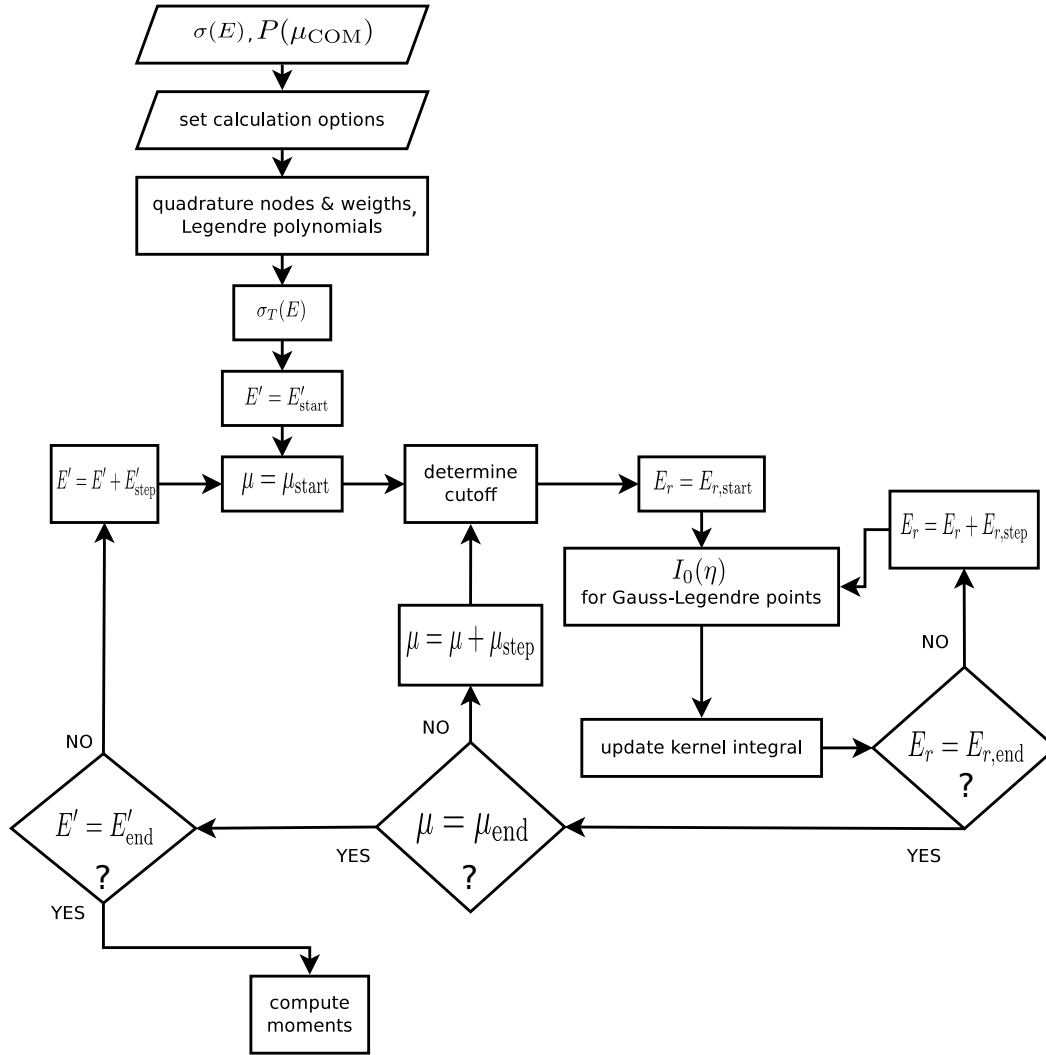 σ(E), P(μ_COM)
set calculation options
quadrature nodes & weigths,
Legendre polynomials
σ_T(E)
E′ = E′_start
E′ = E′ + E′_step
μ = μ_start
determine
cutoff
E_r = E_r,start
E_r = E_r + E_r,step
I_0(η)
for Gauss-Legendre points
μ = μ + μ_step
NO
NO
NO
update kernel integral
E_r = E_r,end
?
E′ = E′_end
?
μ = μ_end
?
YES
YES
YES
compute
moments